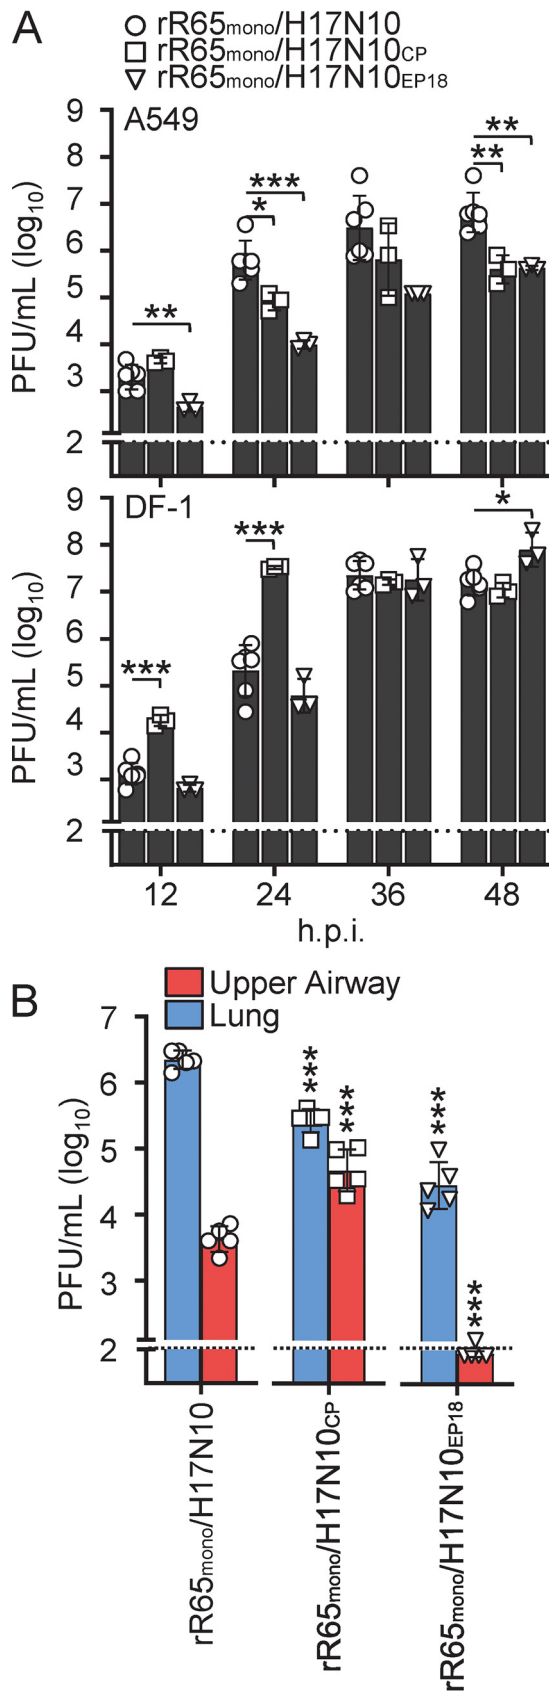 A
rR65mono/H17N10
rR65mono/H17N10CP
rR65mono/H17N10EP18
A549
PFU/mL (log10)
9
8
7
6
5
4
3
2
**
***
*
**
**
DF-1
PFU/mL (log10)
9
8
7
6
5
4
3
2
***
***
*
12
24
36
48
h.p.i.
B
Upper Airway
Lung
PFU/mL (log10)
7
6
5
4
3
2
***
***
***
***
rR65mono/H17N10
rR65mono/H17N10CP
rR65mono/H17N10EP18